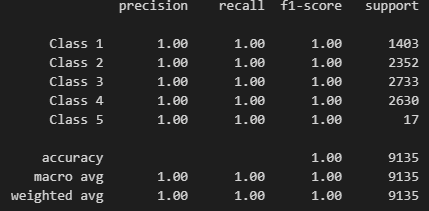 precision recall f1-score support
Class 1 1.00 1.00 1.00 1403
Class 2 1.00 1.00 1.00 2352
Class 3 1.00 1.00 1.00 2733
Class 4 1.00 1.00 1.00 2630
Class 5 1.00 1.00 1.00 17
accuracy 1.00 9135
macro avg 1.00 1.00 1.00 9135
weighted avg 1.00 1.00 1.00 9135